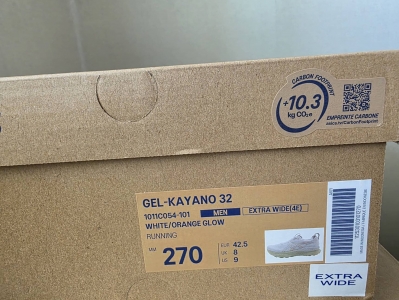 CARBON FOOTPRINT
+10.3
kg CO₂e
EMPREINTE CARBONE
GEL-KAYANO 32
1011C054-101 MEN EXTRA WIDE(4E)
WHITE/ORANGE GLOW
RUNNING
MM 270 EUR 42.5
US 8
9
EXTRA
WIDE